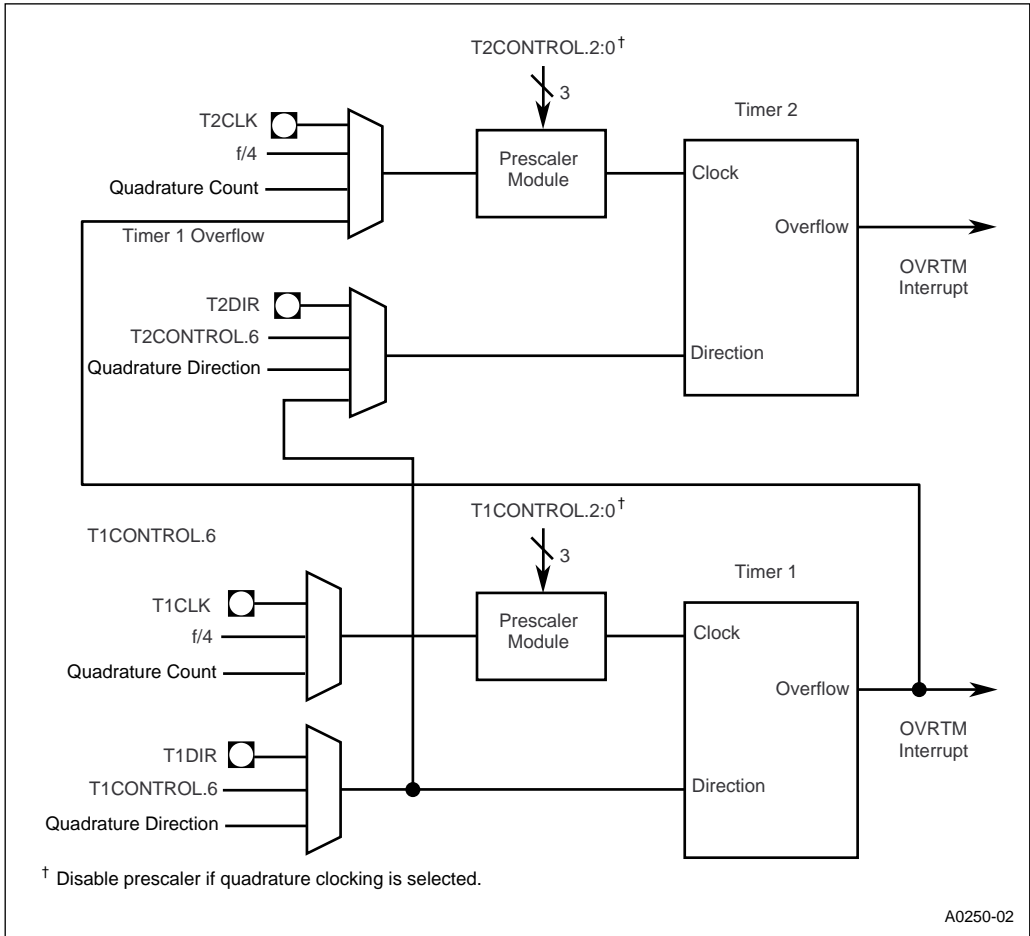 T2CONTROL.2:0†
3
Timer 2
T2CLK
f/4
Quadrature Count
Timer 1 Overflow
Prescaler
Module
Clock
Overflow
OVRTM
Interrupt
T2DIR
T2CONTROL.6
Quadrature Direction
Direction
T1CONTROL.6
T1CONTROL.2:0†
3
Timer 1
T1CLK
f/4
Quadrature Count
Prescaler
Module
Clock
Overflow
OVRTM
Interrupt
T1DIR
T1CONTROL.6
Quadrature Direction
Direction
† Disable prescaler if quadrature clocking is selected.
A0250-02